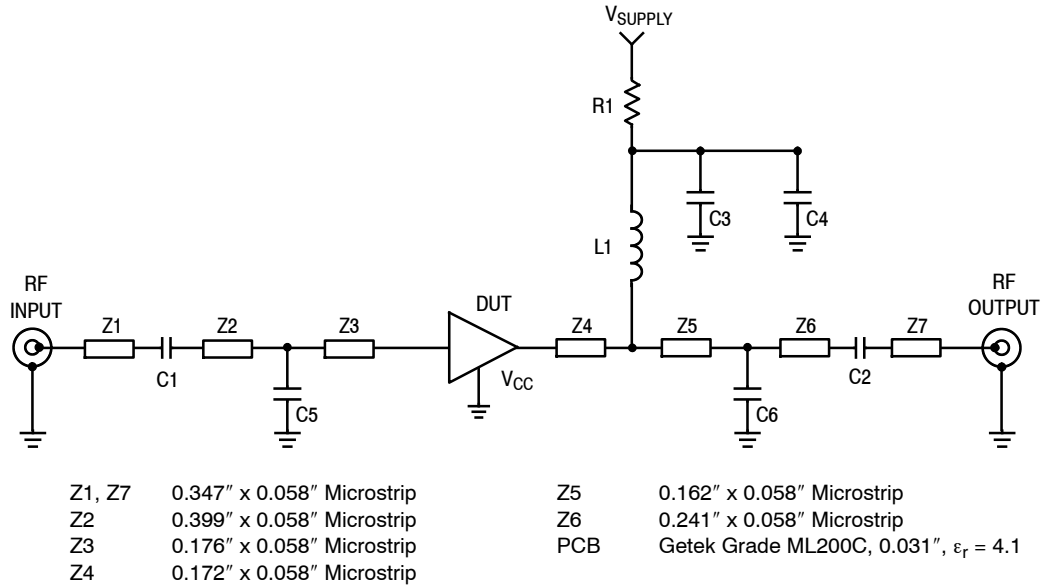 VSUPPLY
R1
C3
C4
L1
RF
INPUT
RF
OUTPUT
DUT
Z1
Z2
Z3
Z4
Z5
Z6
Z7
C1
VCC
C2
C5
C6
Z1, Z7 0.347″ x 0.058″ Microstrip
Z2 0.399″ x 0.058″ Microstrip
Z3 0.176″ x 0.058″ Microstrip
Z4 0.172″ x 0.058″ Microstrip
Z5 0.162″ x 0.058″ Microstrip
Z6 0.241″ x 0.058″ Microstrip
PCB Getek Grade ML200C, 0.031″, εr = 4.1